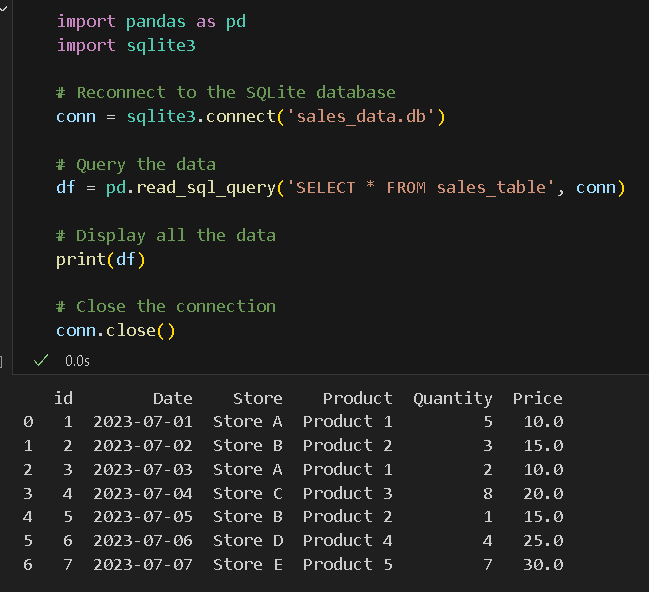 import pandas as pd
import sqlite3
# Reconnect to the SQLite database
conn = sqlite3.connect('sales_data.db')
# Query the data
df = pd.read_sql_query('SELECT * FROM sales_table', conn)
# Display all the data
print(df)
# Close the connection
conn.close()
0.0s
id Date Store Product Quantity Price
0 1 2023-07-01 Store A Product 1 5 10.0
1 2 2023-07-02 Store B Product 2 3 15.0
2 3 2023-07-03 Store A Product 1 2 10.0
3 4 2023-07-04 Store C Product 3 8 20.0
4 5 2023-07-05 Store B Product 2 1 15.0
5 6 2023-07-06 Store D Product 4 4 25.0
6 7 2023-07-07 Store E Product 5 7 30.0